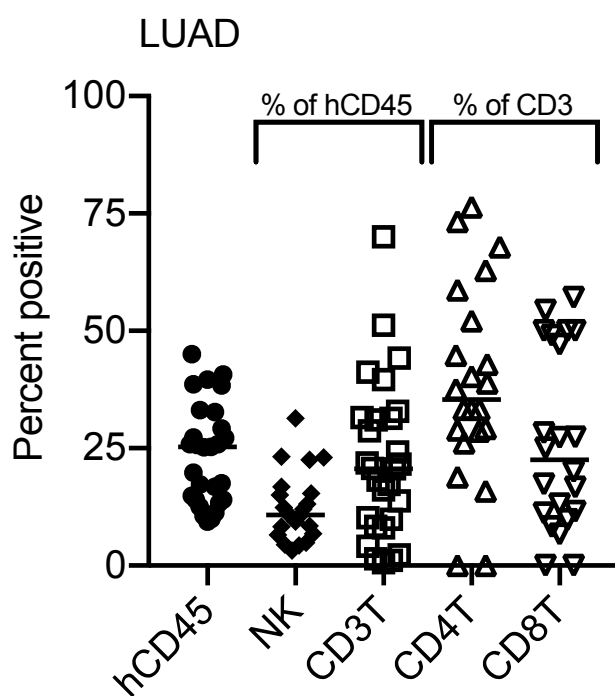 LUAD
% of hCD45 % of CD3
Percent positive
100
75
50
25
0
hCD45 NK CD3T CD4T CD8T